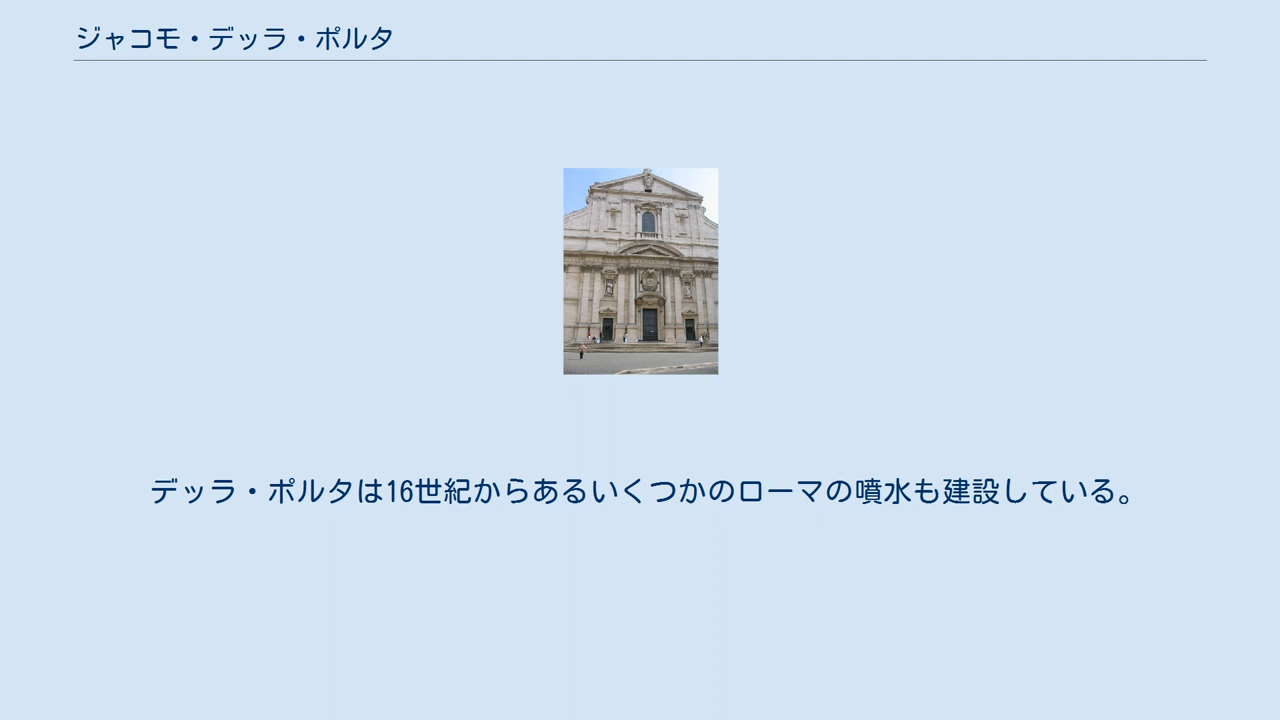 ジャコモ・デッラ・ポルタ
デッラ・ポルタは16世紀からあるいくつかのローマの噴水も建設している。